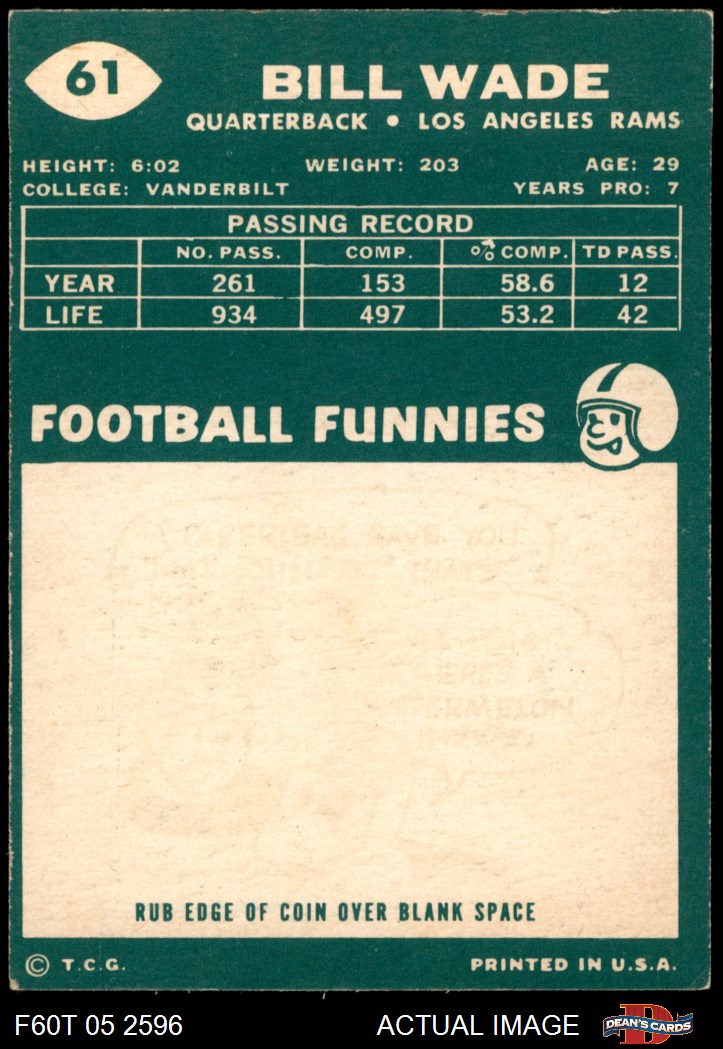 61
BILL WADE
QUARTERBACK • LOS ANGELES RAMS
HEIGHT: 6:02 WEIGHT: 203 AGE: 29
COLLEGE: VANDERBILT YEARS PRO: 7
PASSING RECORD
NO. PASS. COMP. % COMP. TD PASS.
YEAR 261 153 58.6 12
LIFE 934 497 53.2 42
FOOTBALL FUNNIES
RUB EDGE OF COIN OVER BLANK SPACE
© T.C.G. PRINTED IN U.S.A.
F60T 05 2596 ACTUAL IMAGE D DEAN'S CARDS